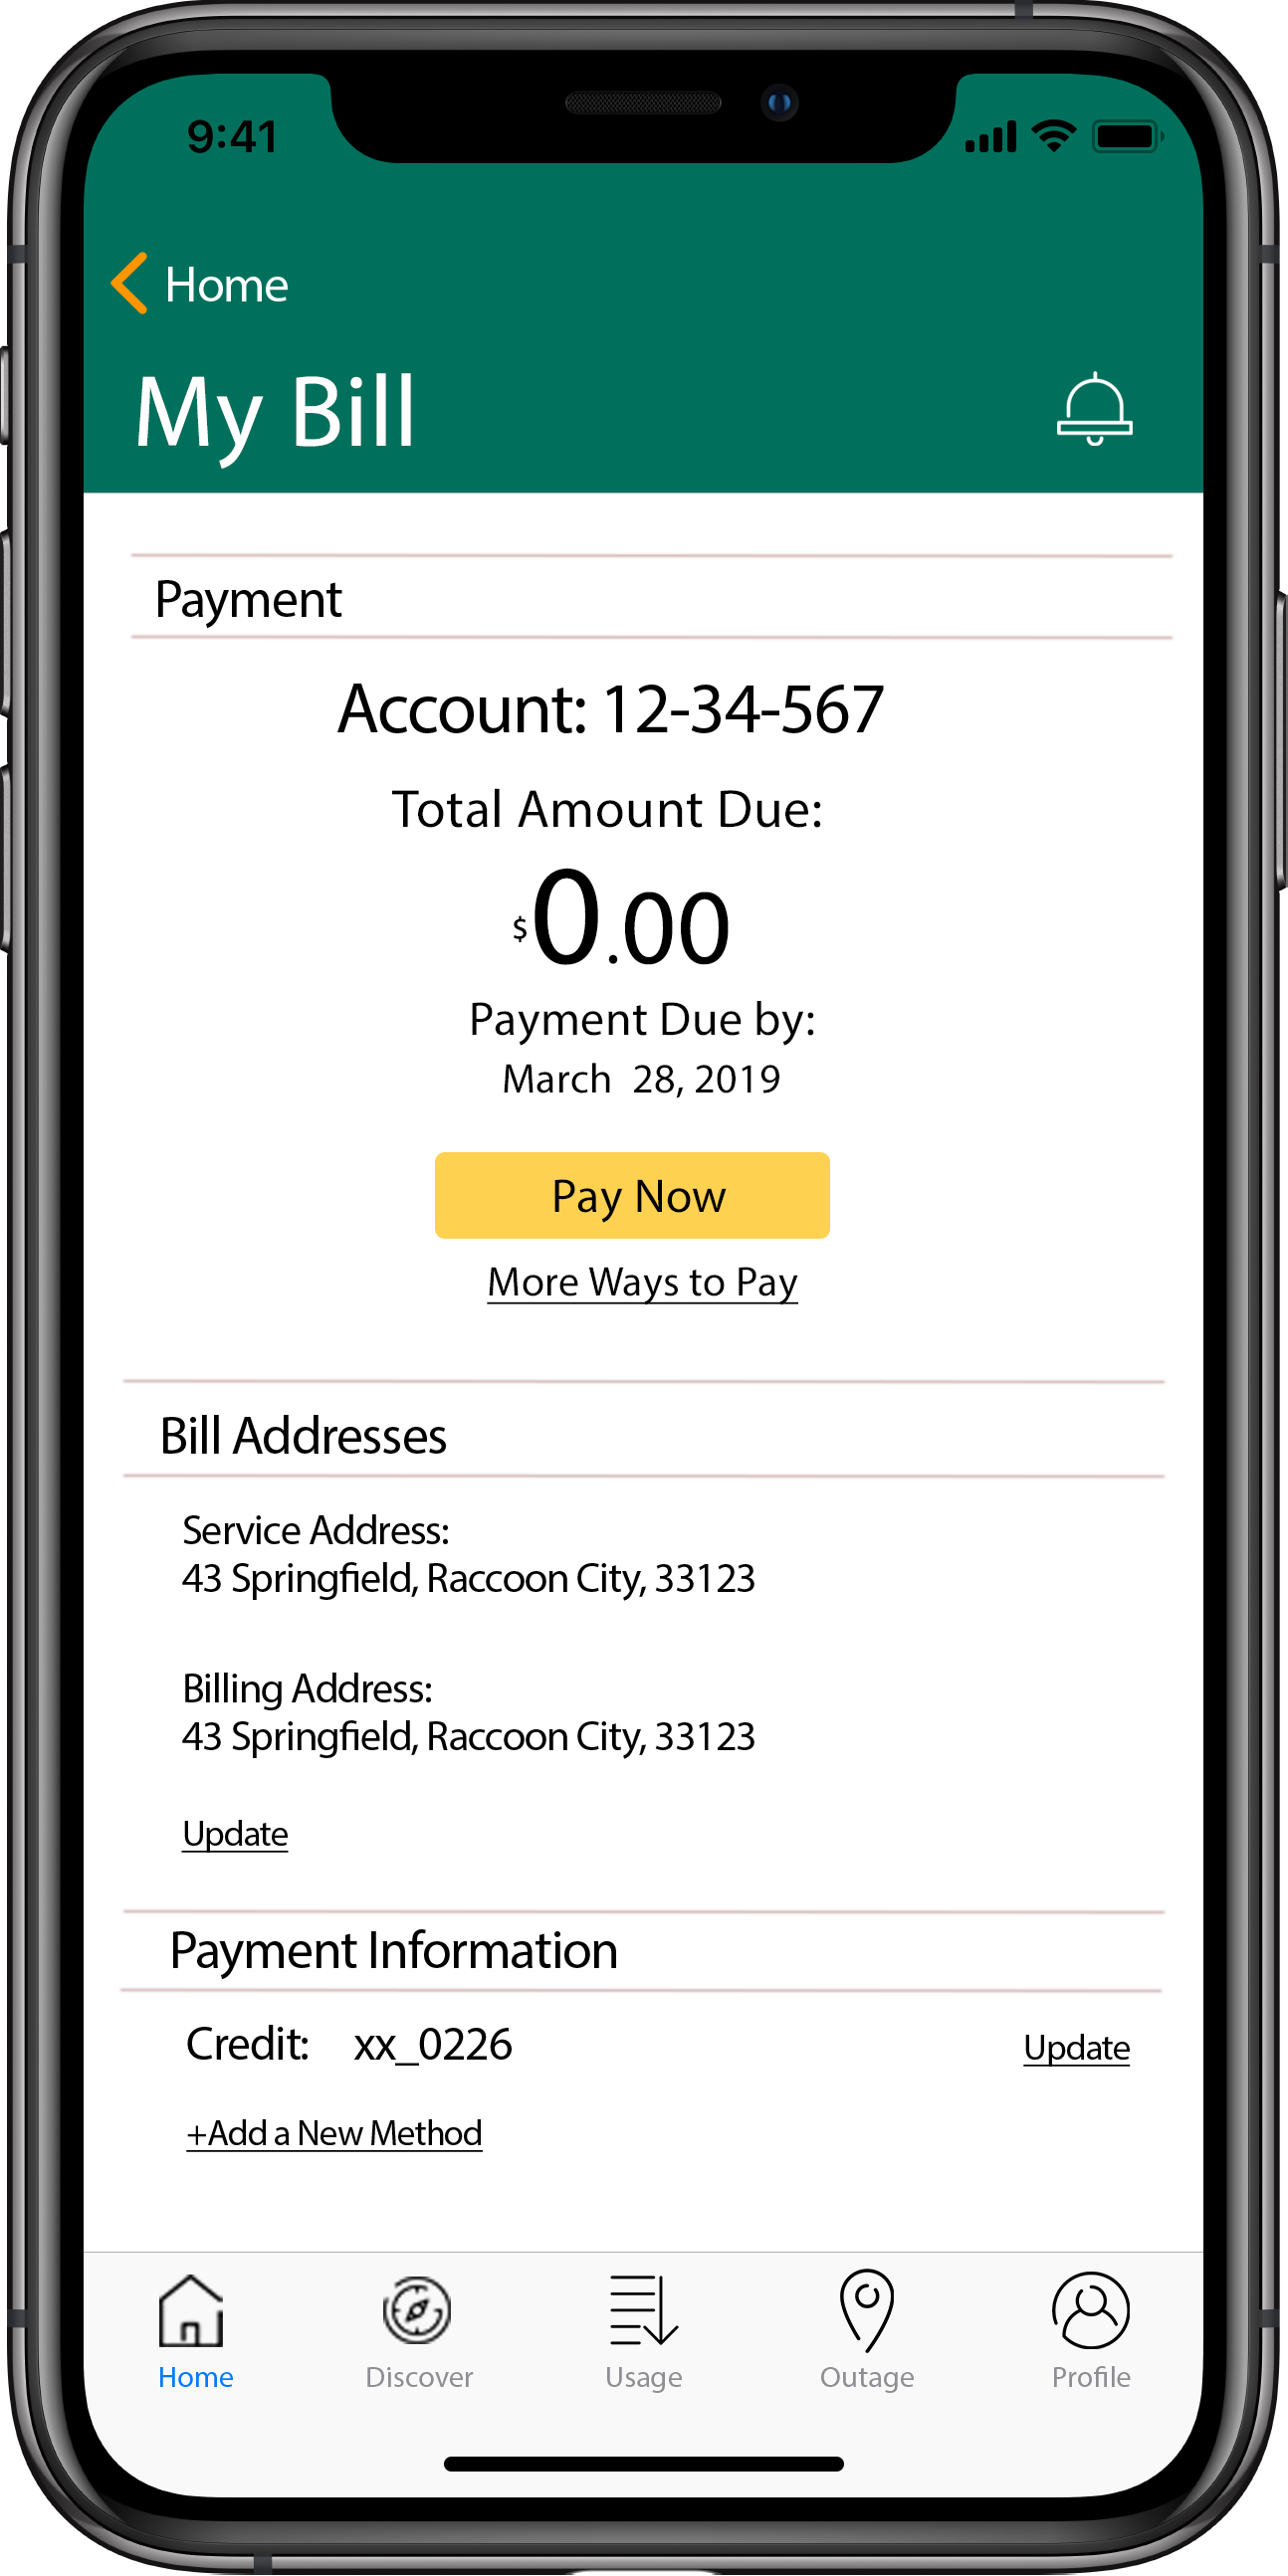 9:41
Home
My Bill
Payment
Account: 12-34-567
Total Amount Due:
$0.00
Payment Due by:
March 28, 2019
Pay Now
More Ways to Pay
Bill Addresses
Service Address:
43 Springfield, Raccoon City, 33123
Billing Address:
43 Springfield, Raccoon City, 33123
Update
Payment Information
Credit: xx_0226 Update
+Add a New Method
Home Discover Usage Outage Profile